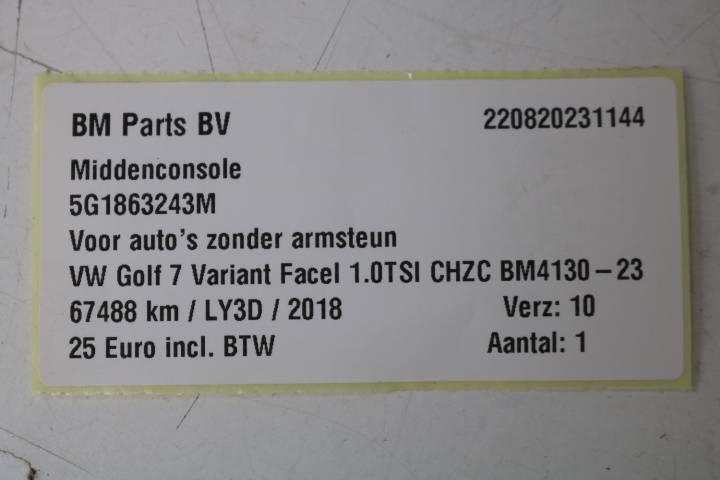 BM Parts BV 220820231144
Middenconsole
5G1863243M
Voor auto's zonder armsteun
VW Golf 7 Variant Facel 1.0TSI CHZC BM4130-23
67488 km / LY3D / 2018 Verz: 10
25 Euro incl. BTW Aantal: 1